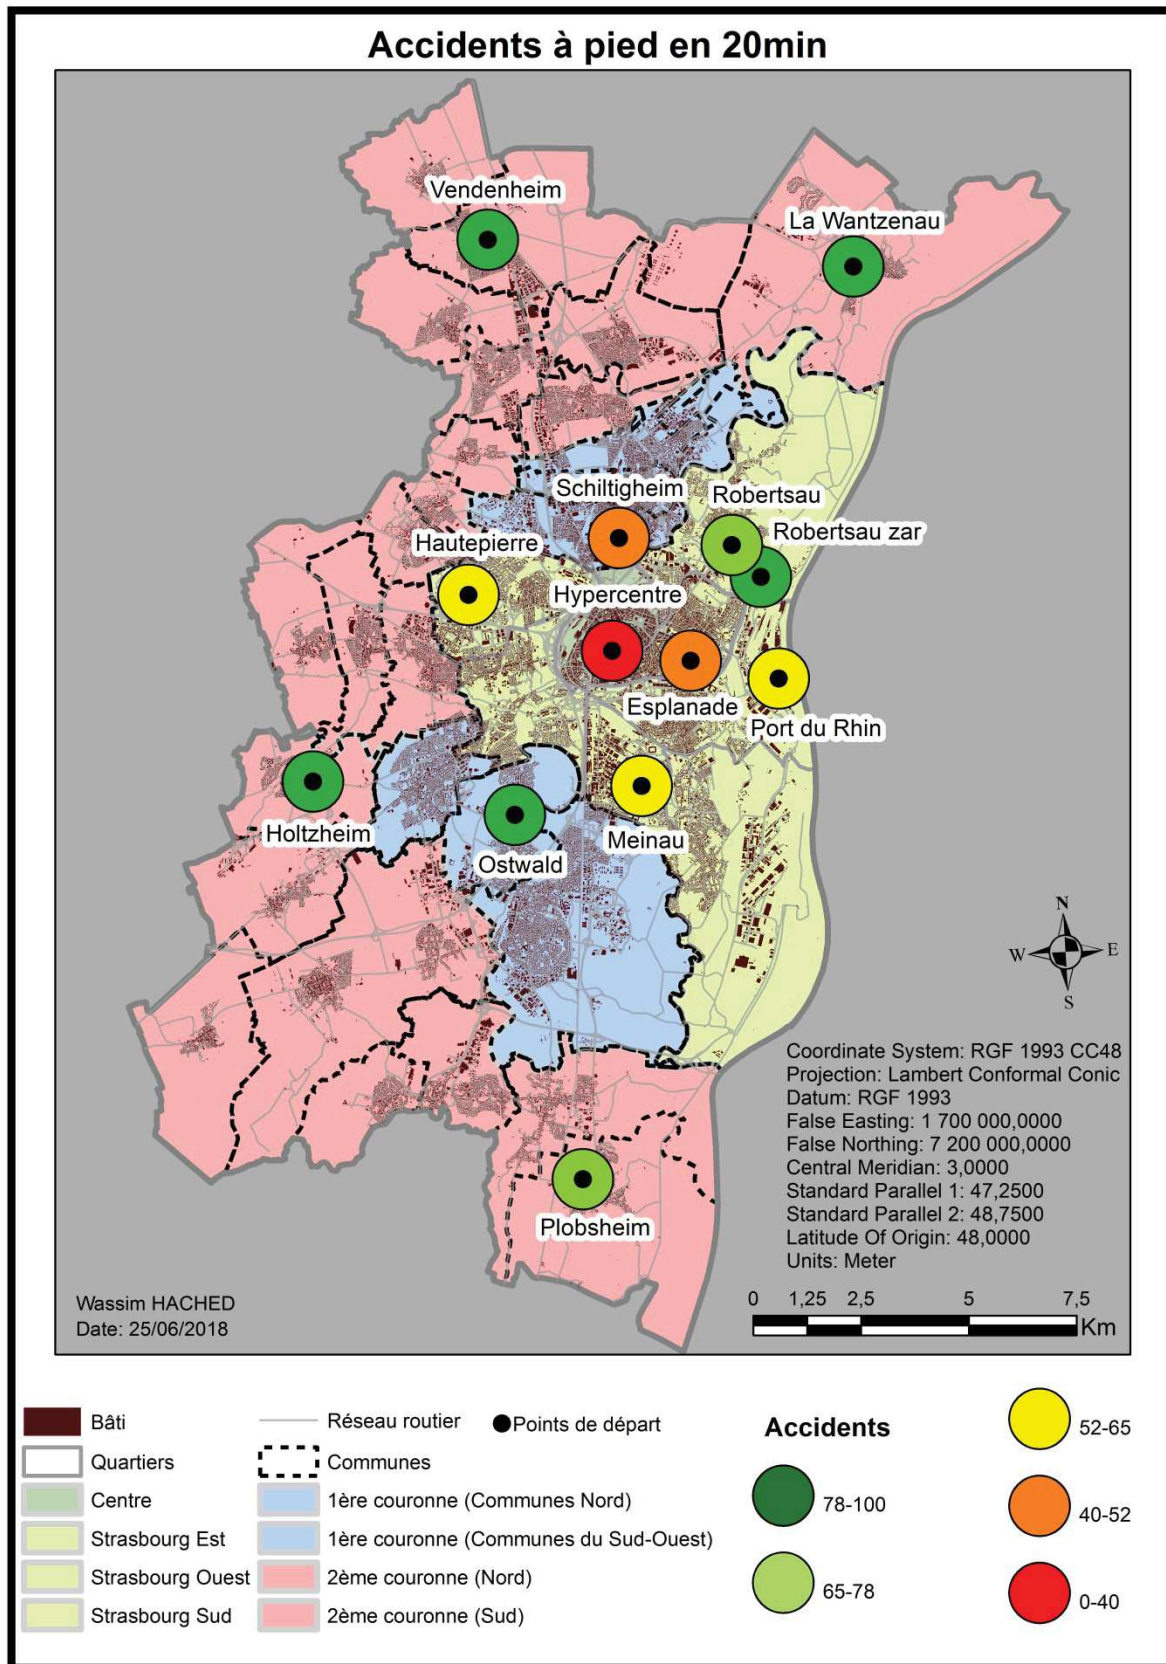 Accidents à pied en 20min
Vendenheim
La Wantzenau
Schiltigheim
Robertsau
Robertsau zar
Hautepierre
Hypercentre
Esplanade
Port du Rhin
Holtzheim
Ostwald
Meinau
Plobsheim
N
W
E
S
Coordinate System: RGF 1993 CC48
Projection: Lambert Conformal Conic
Datum: RGF 1993
False Easting: 1 700 000,0000
False Northing: 7 200 000,0000
Central Meridian: 3,0000
Standard Parallel 1: 47,2500
Standard Parallel 2: 48,7500
Latitude Of Origin: 48,0000
Units: Meter
Wassim HACHED
Date: 25/06/2018
0 1,25 2,5 5 7,5
Km
Bâti
Quartiers
Centre
Strasbourg Est
Strasbourg Ouest
Strasbourg Sud
Réseau routier
Points de départ
Communes
1ère couronne (Communes Nord)
1ère couronne (Communes du Sud-Ouest)
2ème couronne (Nord)
2ème couronne (Sud)
Accidents
78-100
65-78
52-65
40-52
0-40